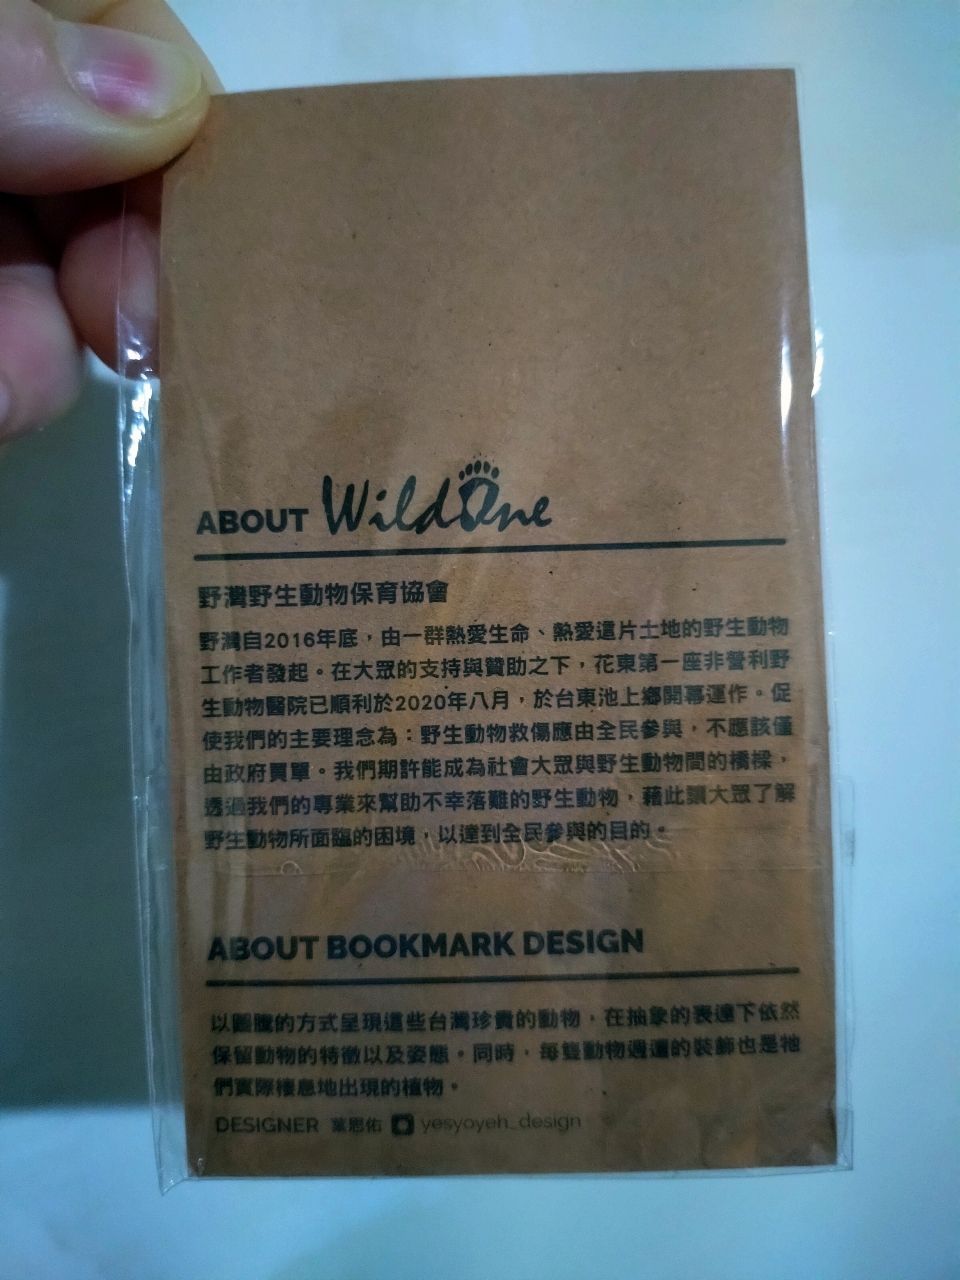 ABOUT WildOne
野灣野生動物保育協會
野灣自2016年底，由一群熱愛生命、熱愛這片土地的野生動物
工作者發起。在大眾的支持與贊助之下，花東第一座非營利野
生動物醫院已順利於2020年八月，於台東池上鄉開幕運作。促
使我們的主要理念為：野生動物救傷應由全民參與，不應該僅
由政府買單。我們期許能成為社會大眾與野生動物間的橋樑，
透過我們的專業來幫助不幸落難的野生動物，藉此讓大眾了解
野生動物所面臨的困境，以達到全民參與的目的。
ABOUT BOOKMARK DESIGN
以圖騰的方式呈現這些台灣珍貴的動物，在抽象的表達下依然
保留動物的特徵以及姿態。同時，每隻動物週遭的裝飾也是牠
們實際棲息地出現的植物。
DESIGNER 葉恩佑 yesyoyeh_design